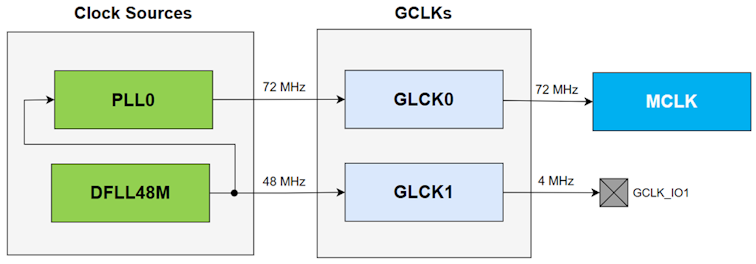 Clock Sources
GCLKs
PLL0
72 MHz
GLCK0
72 MHz
MCLK
DFLL48M
48 MHz
GLCK1
4 MHz
GCLK_IO1